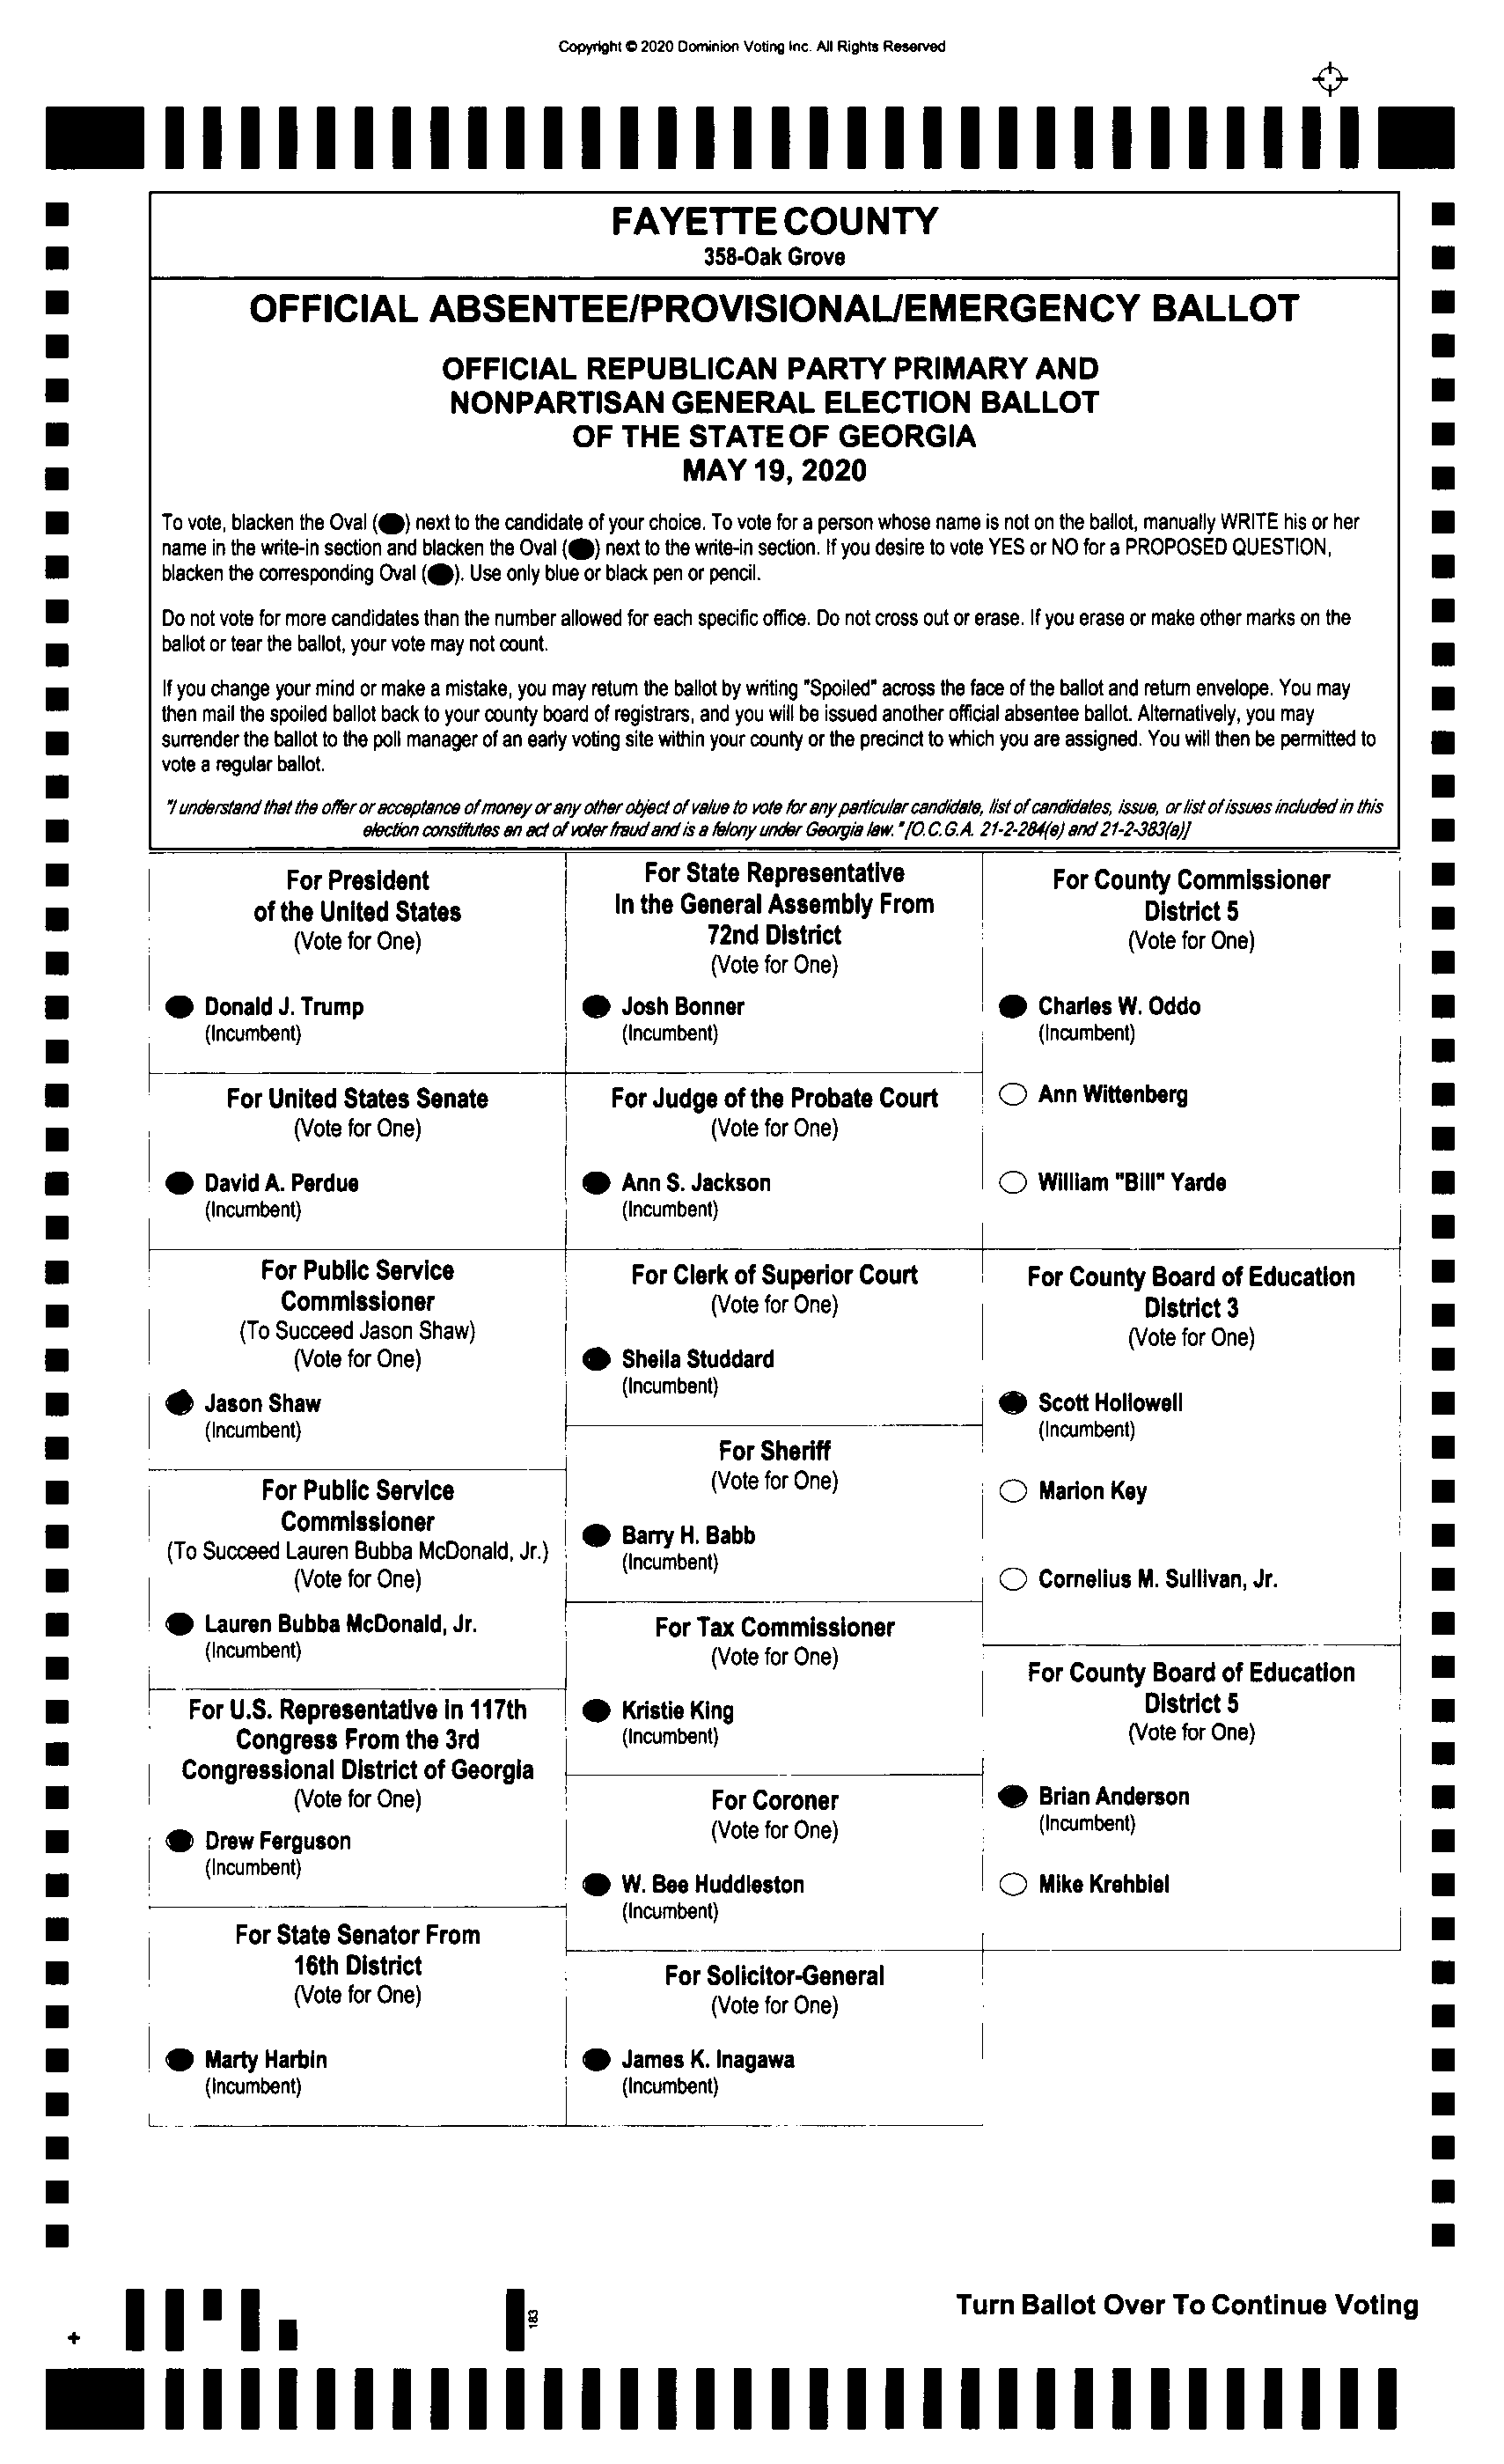 Copyright © 2020 Dominion Voting Inc. All Rights Reserved
FAYETTE COUNTY
358-Oak Grove
OFFICIAL ABSENTEE/PROVISIONAL/EMERGENCY BALLOT
OFFICIAL REPUBLICAN PARTY PRIMARY AND
NONPARTISAN GENERAL ELECTION BALLOT
OF THE STATE OF GEORGIA
MAY 19, 2020
To vote, blacken the Oval (●) next to the candidate of your choice. To vote for a person whose name is not on the ballot, manually WRITE his or her
name in the write-in section and blacken the Oval (●) next to the write-in section. If you desire to vote YES or NO for a PROPOSED QUESTION,
blacken the corresponding Oval (●). Use only blue or black pen or pencil.
Do not vote for more candidates than the number allowed for each specific office. Do not cross out or erase. If you erase or make other marks on the
ballot or tear the ballot, your vote may not count.
If you change your mind or make a mistake, you may return the ballot by writing "Spoiled" across the face of the ballot and return envelope. You may
then mail the spoiled ballot back to your county board of registrars, and you will be issued another official absentee ballot. Alternatively, you may
surrender the ballot to the poll manager of an early voting site within your county or the precinct to which you are assigned. You will then be permitted to
vote a regular ballot.
"I understand that the offer or acceptance of money or any other object of value to vote for any particular candidate, list of candidates, issue, or list of issues included in this
election constitutes an act of voter fraud and is a felony under Georgia law. "[O.C.G.A. 21-2-284(e) and 21-2-383(a)]
For President
of the United States
(Vote for One)
Donald J. Trump
(Incumbent)
For United States Senate
(Vote for One)
David A. Perdue
(Incumbent)
For Public Service
Commissioner
(To Succeed Jason Shaw)
(Vote for One)
Jason Shaw
(Incumbent)
For Public Service
Commissioner
(To Succeed Lauren Bubba McDonald, Jr.)
(Vote for One)
Lauren Bubba McDonald, Jr.
(Incumbent)
For U.S. Representative in 117th
Congress From the 3rd
Congressional District of Georgia
(Vote for One)
Drew Ferguson
(Incumbent)
For State Senator From
16th District
(Vote for One)
Marty Harbin
(Incumbent)
For State Representative
In the General Assembly From
72nd District
(Vote for One)
Josh Bonner
(Incumbent)
For Judge of the Probate Court
(Vote for One)
Ann S. Jackson
(Incumbent)
For Clerk of Superior Court
(Vote for One)
Sheila Studdard
(Incumbent)
For Sheriff
(Vote for One)
Barry H. Babb
(Incumbent)
For Tax Commissioner
(Vote for One)
Kristie King
(Incumbent)
For Coroner
(Vote for One)
W. Bee Huddleston
(Incumbent)
For Solicitor-General
(Vote for One)
James K. Inagawa
(Incumbent)
For County Commissioner
District 5
(Vote for One)
Charles W. Oddo
(Incumbent)
Ann Wittenberg
William "Bill" Yarde
For County Board of Education
District 3
(Vote for One)
Scott Hollowell
(Incumbent)
Marion Key
Cornelius M. Sullivan, Jr.
For County Board of Education
District 5
(Vote for One)
Brian Anderson
(Incumbent)
Mike Krehbiel
183
Turn Ballot Over To Continue Voting